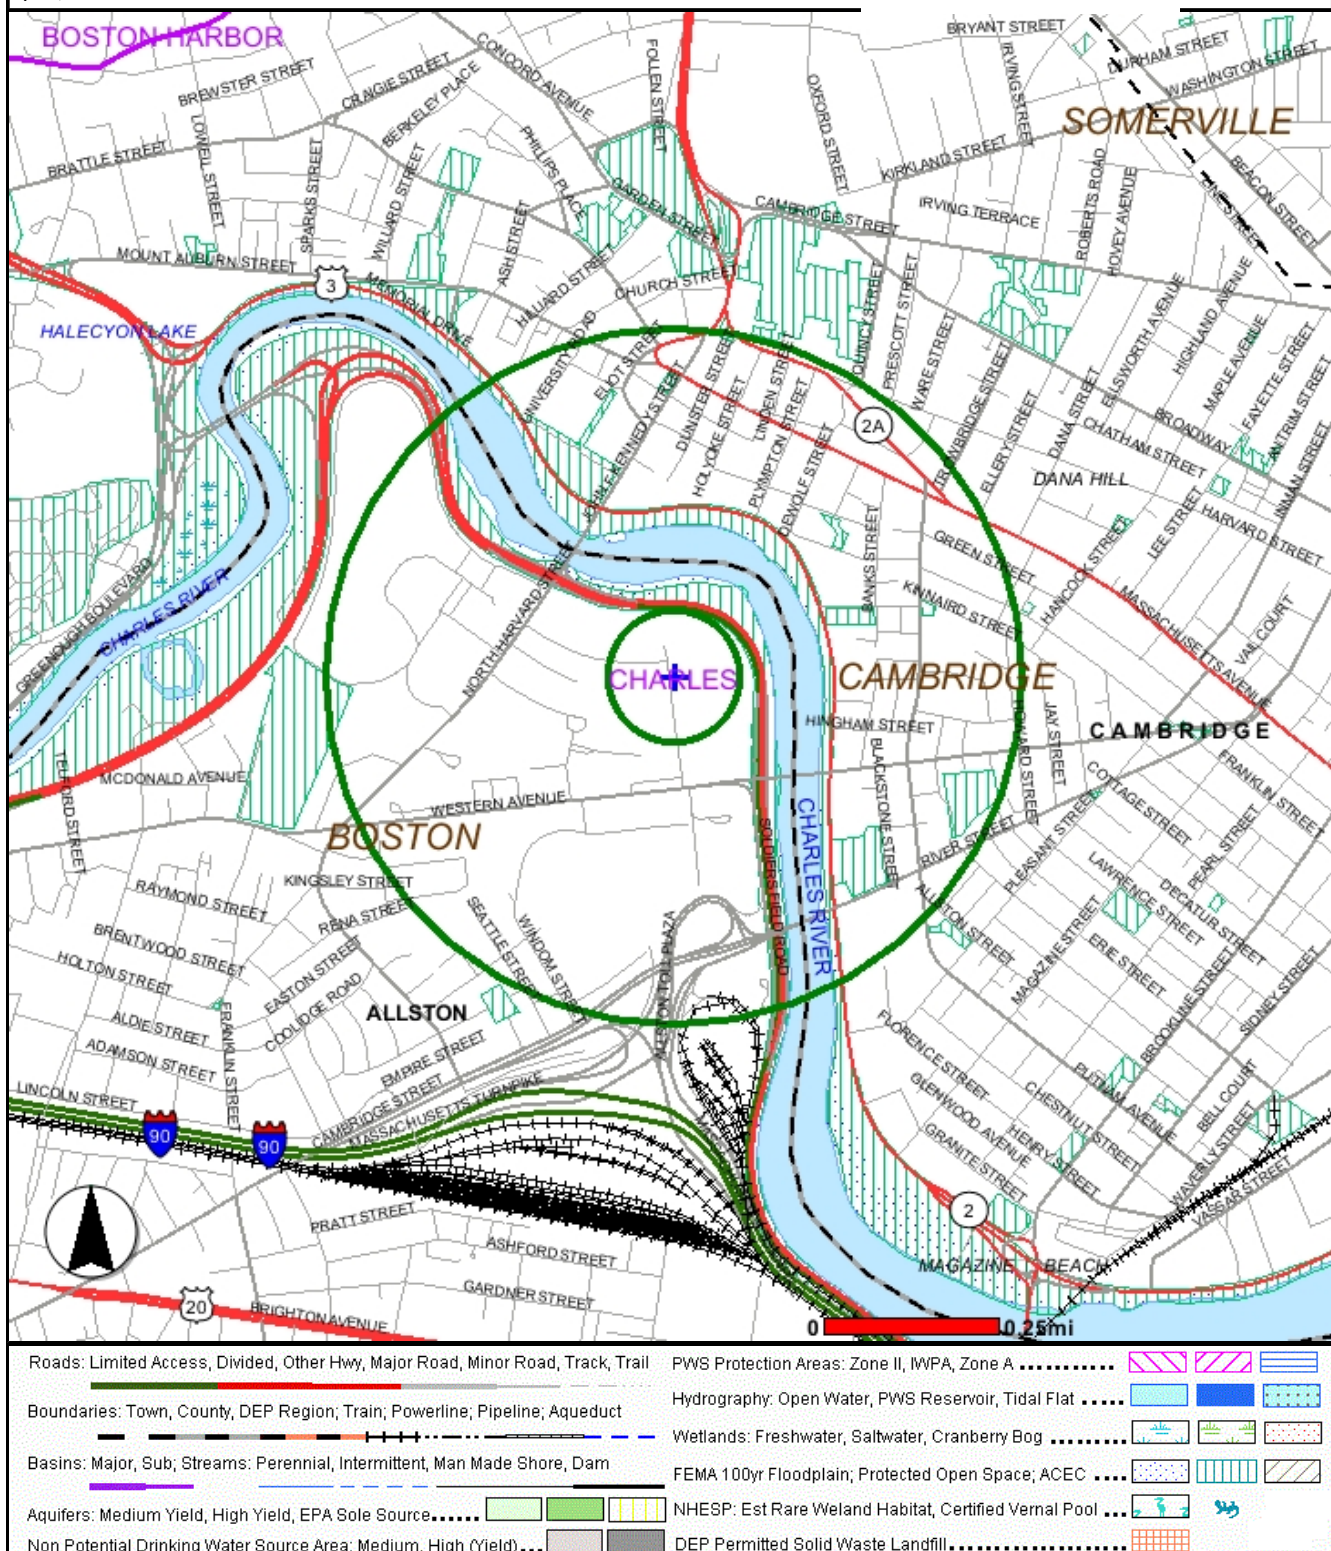 BOSTON HARBOR
BREWSTER STREET
CRAIGIE STREET
CONCORD AVENUE
FOLLEN STREET
BRYANT STREET
IRVING STREET
DURHAM STREET
WASHINGTON STREET
OXFORD STREET
SOMERVILLE
BERKELEY PLACE
LOWELL STREET
BRATTLE STREET
SPARKS STREET
WILLARD STREET
PHILLIPS PLACE
KIRKLAND STREET
BEACON STREET
LINE STREET
ROBERTS ROAD
HOVEY AVENUE
GARDEN STREET
CAMBRIDGE STREET
IRVING TERRACE
ASH STREET
MOUNT ALBURN STREET
3
MEMORIAL DRIVE
HILLIARD STREET
CHURCH STREET
QUINCY STREET
PRESCOTT STREET
WARE STREET
HALECYON LAKE
UNIVERSITY ROAD
ELIOT STREET
ELLSWORTH AVENUE
HIGHLAND AVENUE
MAPLE AVENUE
FAYETTE STREET
ANTRIM STREET
JOHN F KENNEDY STREET
DUNSTER STREET
HOLYOKE STREET
LINDEN STREET
PLYMPTON STREET
DEWOLF STREET
2A
TROWBRIDGE STREET
ELLERY STREET
DANA STREET
BROADWAY
CHATHAM STREET
DANA HILL
INMAN STREET
HARVARD STREET
LEE STREET
HANCOCK STREET
GREEN STREET
BANKS STREET
KINNAIRD STREET
MASSACHUSETTS AVENUE
VAIL COURT
GREENOUGH BOULEVARD
CHARLES RIVER
NORTH HARVARD STREET
CHARLES
CAMBRIDGE
HINGHAM STREET
HOWARD STREET
JAY STREET
CAMBRIDGE
TELFORD STREET
MCDONALD AVENUE
WESTERN AVENUE
BOSTON
SOLDIERS FIELD ROAD
CHARLES RIVER
BLACKSTONE STREET
RIVER STREET
PLEASANT STREET
COTTAGE STREET
FRANKLIN STREET
PEARL STREET
LAWRENCE STREET
DECATUR STREET
KINGSLEY STREET
RAYMOND STREET
RENA STREET
SEATTLE STREET
WINDOM STREET
ALLSTON TOLL PLAZA
ALLSTON STREET
MAGAZINE STREET
ERIE STREET
BROOKLINE STREET
SIDNEY STREET
BRENTWOOD STREET
HOLTON STREET
EASTON STREET
COOLIDGE ROAD
ALLSTON
ALDIE STREET
FRANKLIN STREET
ADAMSON STREET
EMPIRE STREET
LINCOLN STREET
CAMBRIDGE STREET
MASSACHUSETTS TURNPIKE
90
90
FLORENCE STREET
GLENWOOD AVENUE
GRANITE STREET
HENRY STREET
CHESTNUT STREET
PUTNAM AVENUE
BELL COURT
WAVERLY STREET
VASSAR STREET
2
MAGAZINE BEACH
PRATT STREET
ASHFORD STREET
GARDNER STREET
20
BRIGHTON AVENUE
0 0.25mi
Roads: Limited Access, Divided, Other Hwy, Major Road, Minor Road, Track, Trail
Boundaries: Town, County, DEP Region; Train; Powerline; Pipeline; Aqueduct
Basins: Major, Sub; Streams: Perennial, Intermittent, Man Made Shore, Dam
Aquifers: Medium Yield, High Yield, EPA Sole Source......
Non Potential Drinking Water Source Area: Medium, High (Yield)...
PWS Protection Areas: Zone II, IWPA, Zone A ................
Hydrography: Open Water, PWS Reservoir, Tidal Flat .....
Wetlands: Freshwater, Saltwater, Cranberry Bog ...........
FEMA 100yr Floodplain; Protected Open Space; ACEC ....
NHESP: Est Rare Weland Habitat, Certified Vernal Pool ....
DEP Permitted Solid Waste Landfill........................